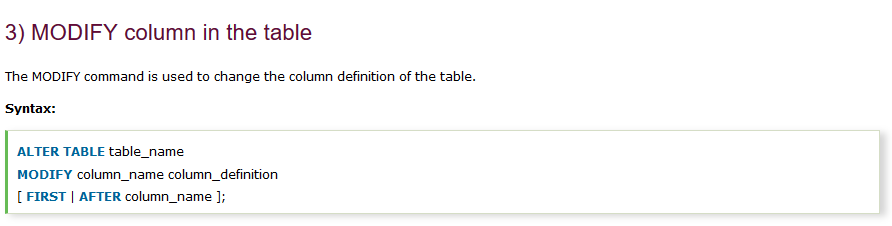 3) MODIFY column in the table
The MODIFY command is used to change the column definition of the table.
Syntax:
ALTER TABLE table_name
MODIFY column_name column_definition
[ FIRST | AFTER column_name ];